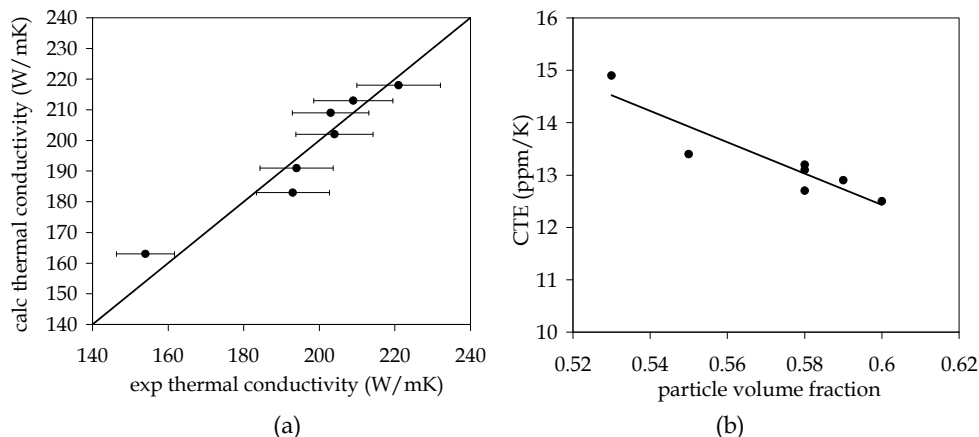 calc thermal conductivity (W/mK)
240
230
220
210
200
190
180
170
160
150
140
140 160 180 200 220 240
exp thermal conductivity (W/mK)
(a)
CTE (ppm/K)
16
15
14
13
12
11
10
0.52 0.54 0.56 0.58 0.6 0.62
particle volume fraction
(b)